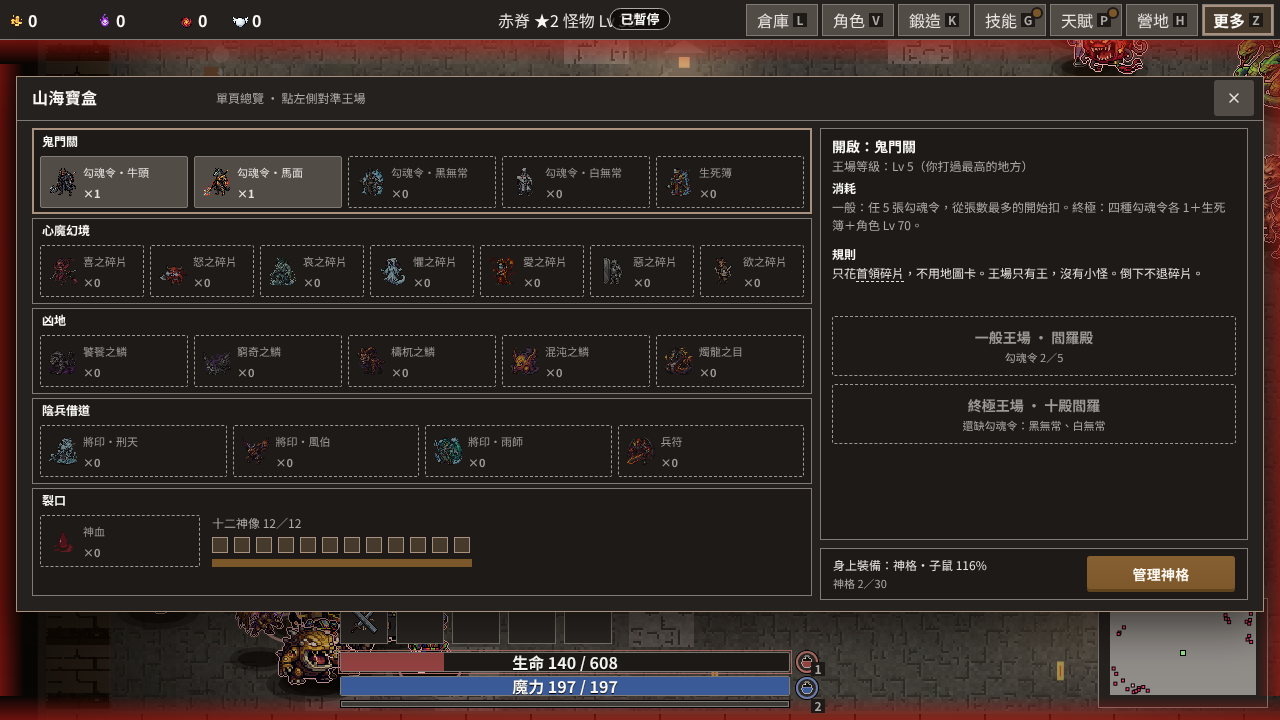 0 0 0 0 赤脊 ★2 怪物 Lv 已暫停 倉庫 L 角色 V 鍛造 K 技能 G 天賦 P 營地 H 更多 Z
山海寶盒 單頁總覽 · 點左側對準王場 ×
鬼門關
勾魂令・牛頭 ×1
勾魂令・馬面 ×1
勾魂令・黑無常 ×0
勾魂令・白無常 ×0
生死薄 ×0
心魔幻境
喜之碎片 ×0
怒之碎片 ×0
哀之碎片 ×0
懼之碎片 ×0
愛之碎片 ×0
惡之碎片 ×0
欲之碎片 ×0
凶地
饕餮之鱗 ×0
窮奇之鱗 ×0
檮杌之鱗 ×0
混沌之鱗 ×0
燭龍之目 ×0
陰兵借道
將印・刑天 ×0
將印・風伯 ×0
將印・雨師 ×0
兵符 ×0
裂口
神血 ×0
十二神像 12／12
開啟：鬼門關
王場等級：Lv 5（你打過最高的地方）
消耗
一般：任 5 張勾魂令，從張數最多的開始扣。終極：四種勾魂令各 1＋生死
薄＋角色 Lv 70。
規則
只花首領碎片，不用地圖卡。王場只有王，沒有小怪。倒下不退碎片。
一般王場 · 閻羅殿
勾魂令 2／5
終極王場 · 十殿閻羅
還缺勾魂令：黑無常、白無常
身上裝備：神格・子鼠 116%
神格 2／30
管理神格
生命 140 / 608
1
魔力 197 / 197
2